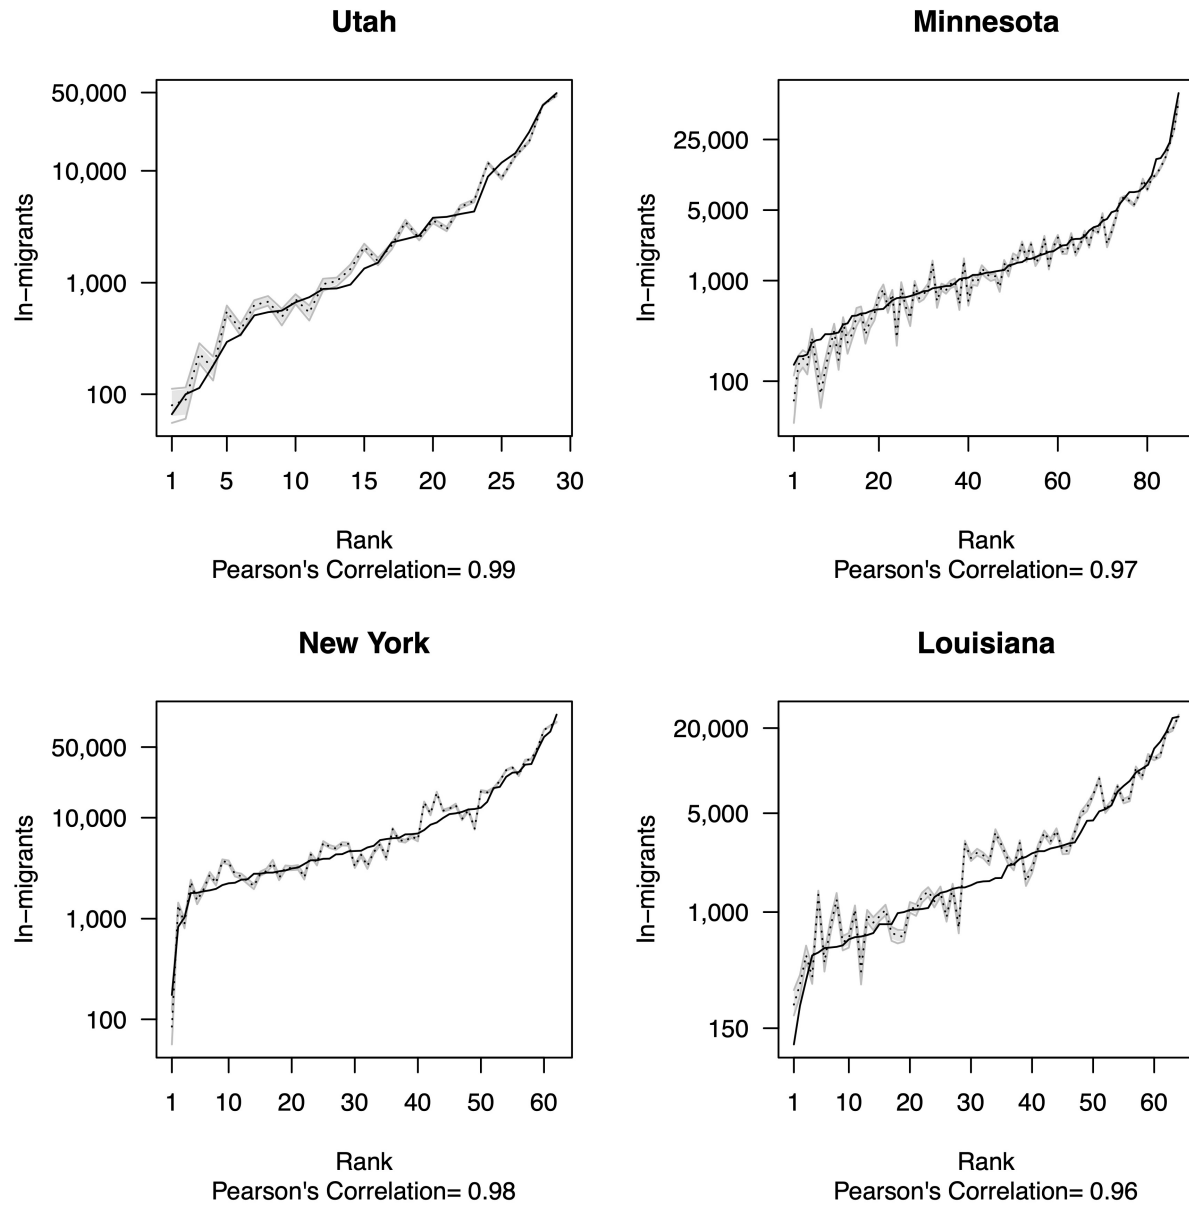 Utah
In−migrants
50,000
10,000
1,000
100
1 5 10 15 20 25 30
Rank
Pearson's Correlation= 0.99
Minnesota
In−migrants
25,000
5,000
1,000
100
1 20 40 60 80
Rank
Pearson's Correlation= 0.97
New York
In−migrants
50,000
10,000
1,000
100
1 10 20 30 40 50 60
Rank
Pearson's Correlation= 0.98
Louisiana
In−migrants
20,000
5,000
1,000
150
1 10 20 30 40 50 60
Rank
Pearson's Correlation= 0.96